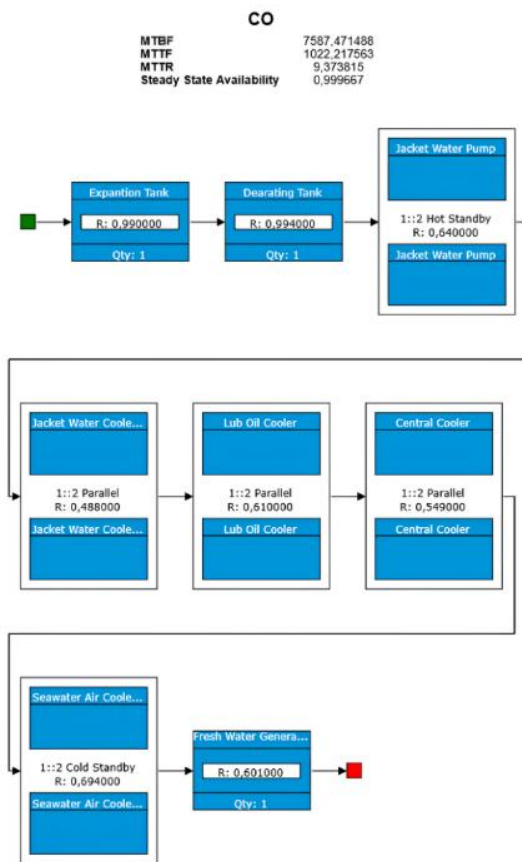 CO
MTBF 7587,471488
MTTF 1022,217563
MTTR 9,373815
Steady State Availability 0,999667
Expantion Tank
R: 0,990000
Qty: 1
Dearating Tank
R: 0,994000
Qty: 1
Jacket Water Pump
1::2 Hot Standby
R: 0,640000
Jacket Water Pump
Jacket Water Coole...
1::2 Parallel
R: 0,488000
Jacket Water Coole...
Lub Oil Cooler
1::2 Parallel
R: 0,610000
Lub Oil Cooler
Central Cooler
1::2 Parallel
R: 0,549000
Central Cooler
Seawater Air Coole...
1::2 Cold Standby
R: 0,694000
Seawater Air Coole...
Fresh Water Genera...
R: 0,601000
Qty: 1